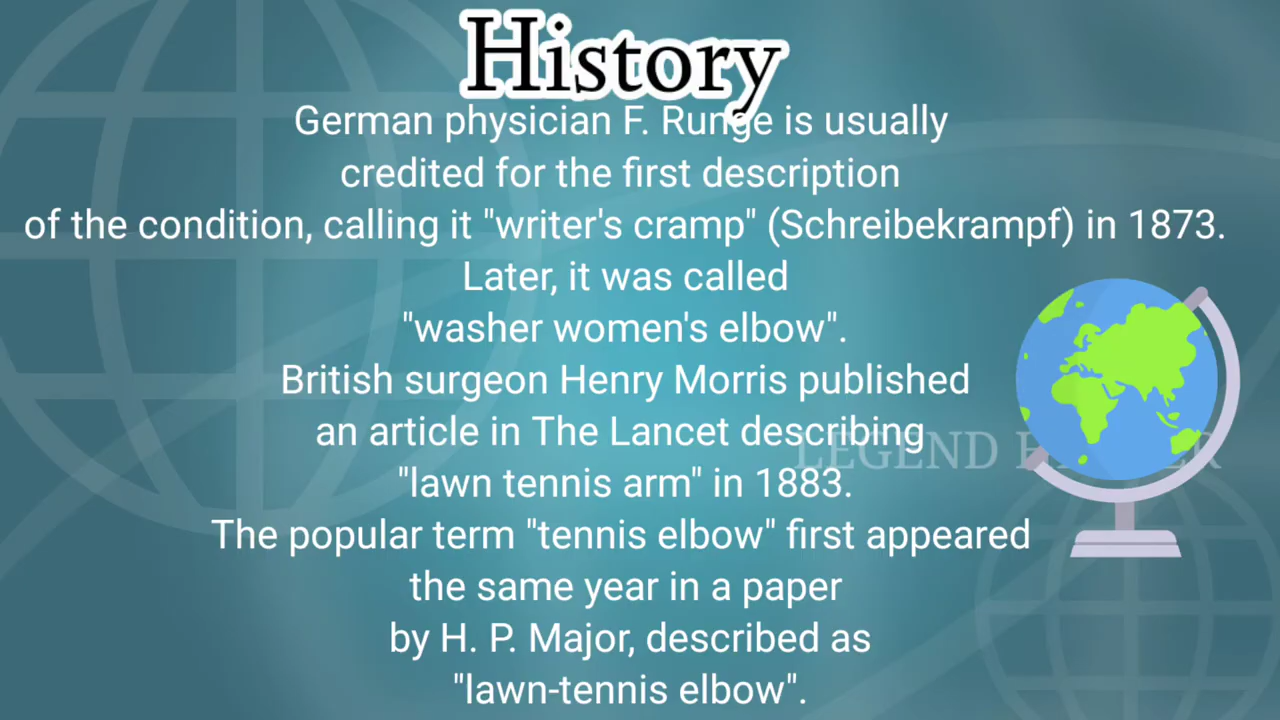 History
German physician F. Runge is usually
credited for the first description
of the condition, calling it "writer's cramp" (Schreibekrampf) in 1873.
Later, it was called
"washer women's elbow".
British surgeon Henry Morris published
an article in The Lancet describing
LEGEND
"lawn tennis arm" in 1883.
The popular term "tennis elbow" first appeared
the same year in a paper
by H. P. Major, described as
"lawn-tennis elbow".